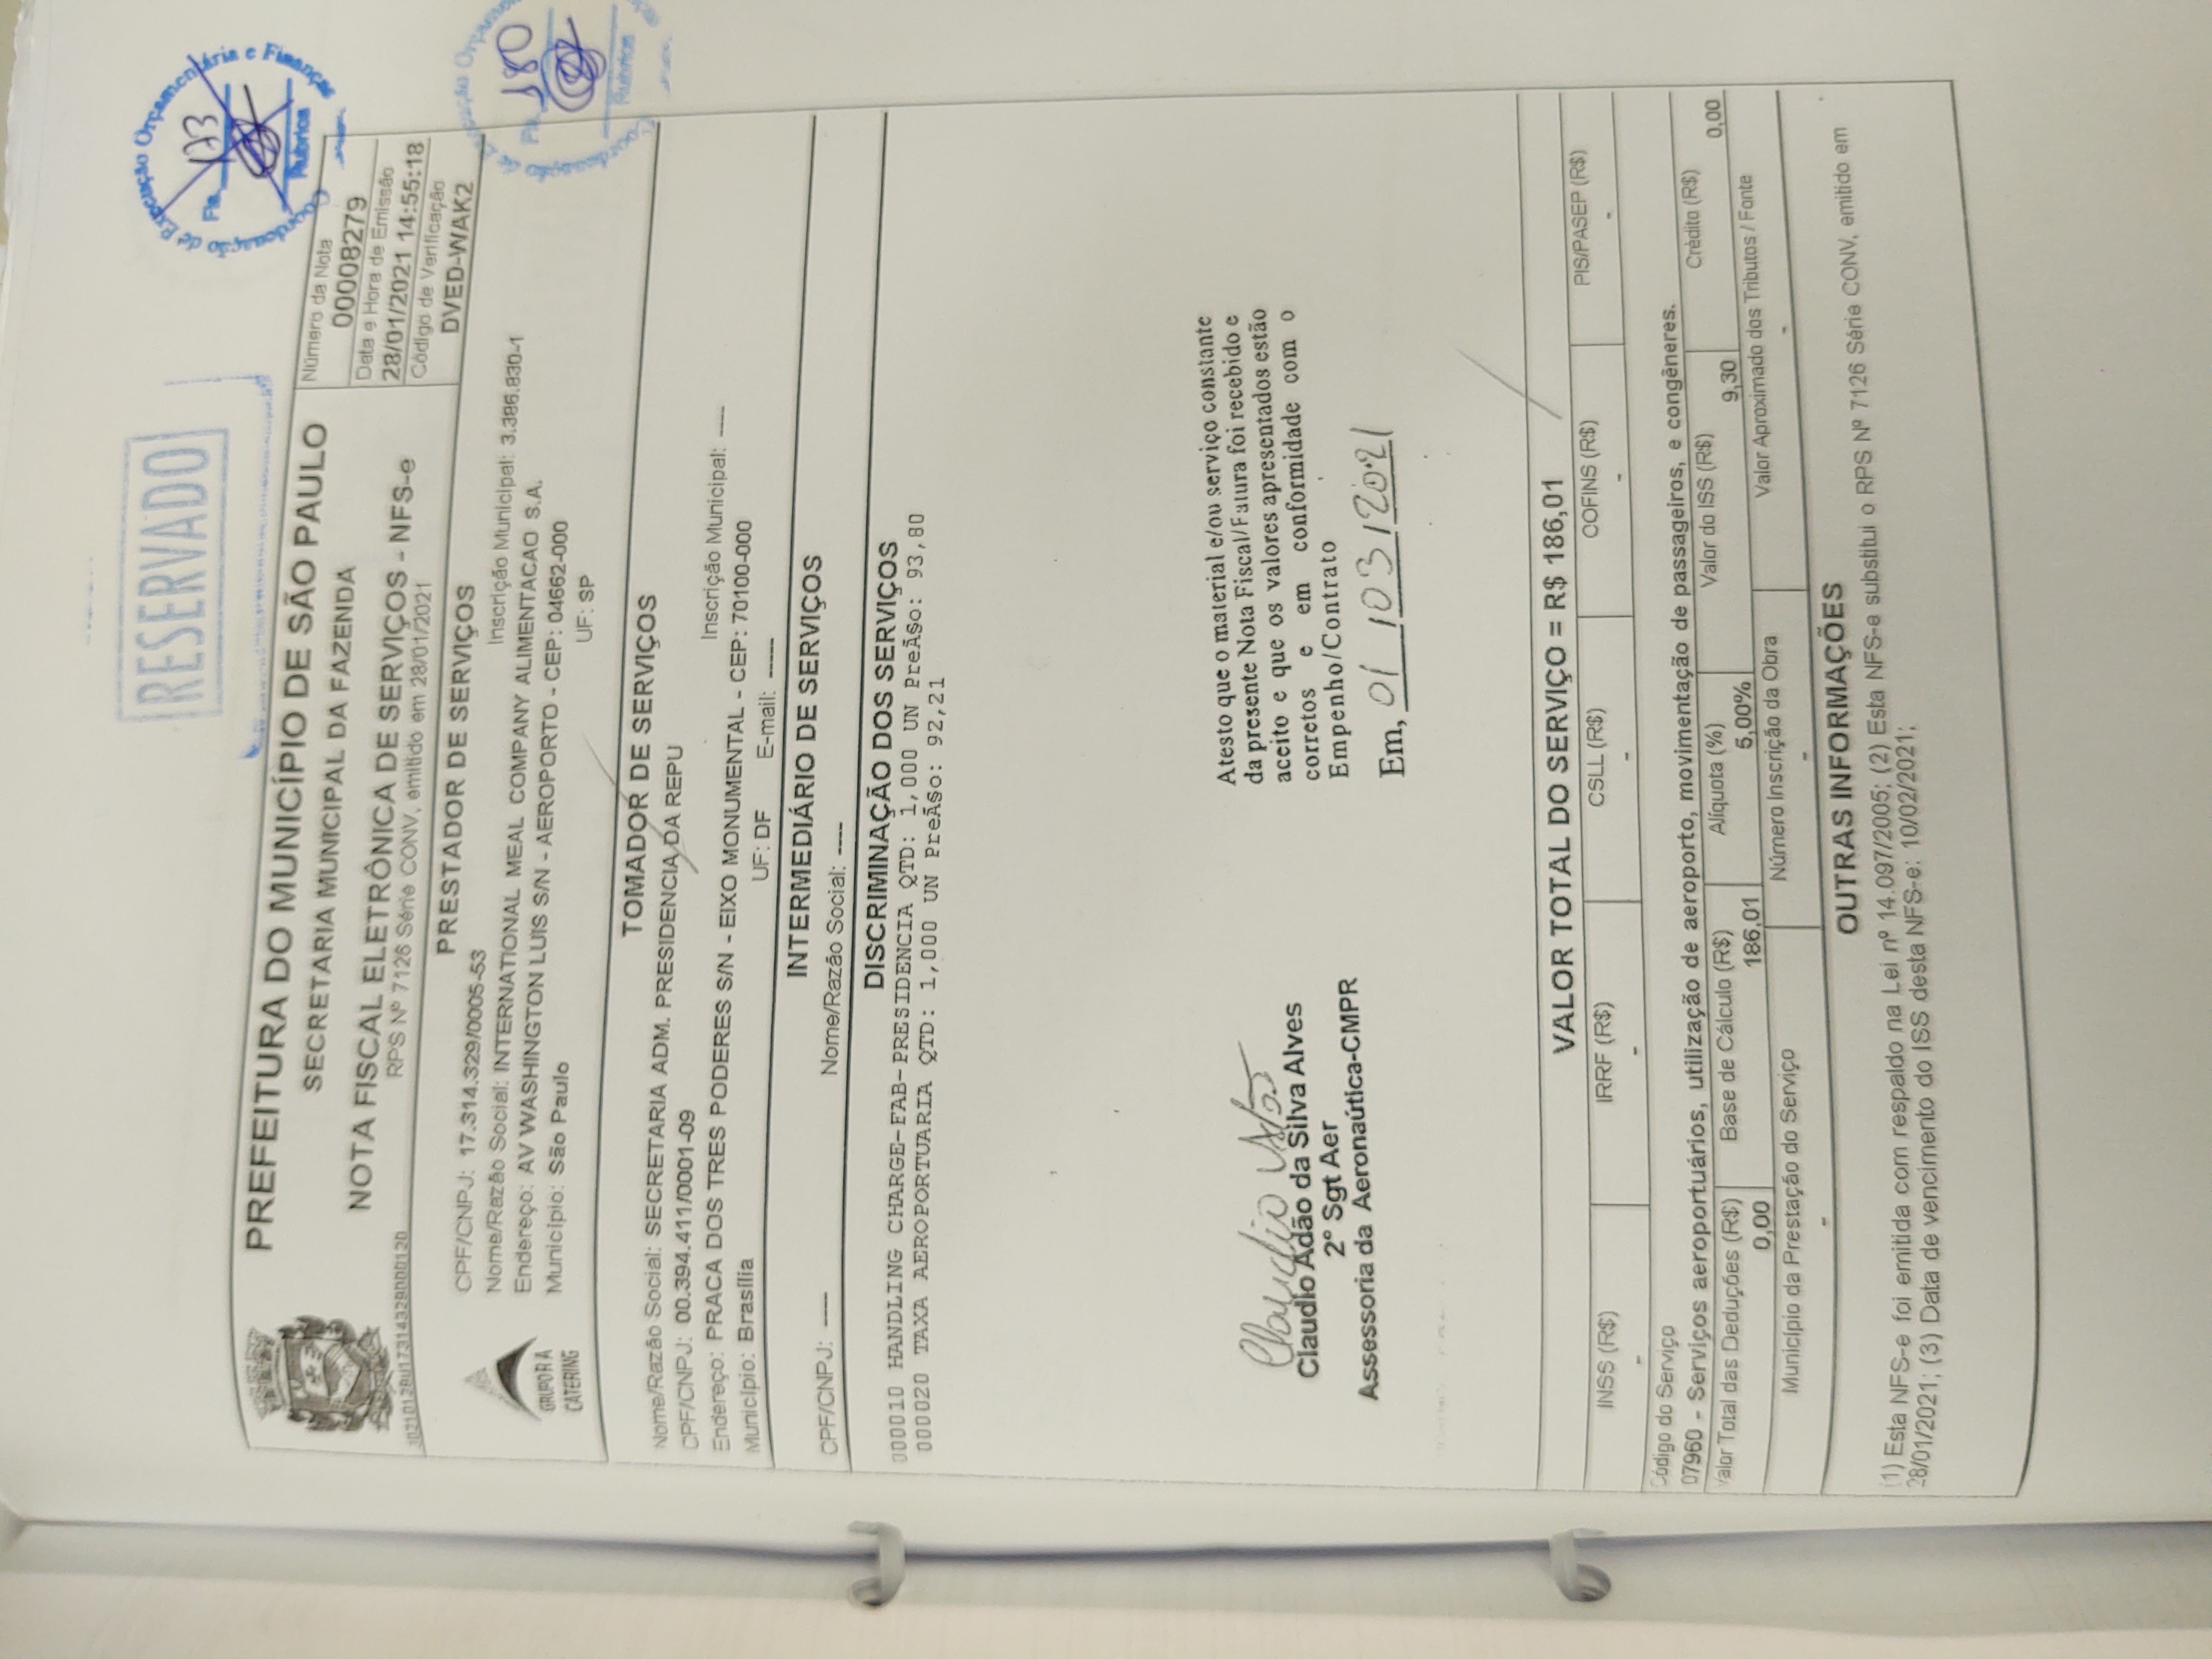 RESERVADO
Coordenação de Execução Orçamentária e Finança
Fls. 173
Rubrica
PREFEITURA DO MUNICÍPIO DE SÃO PAULO
SECRETARIA MUNICIPAL DA FAZENDA
NOTA FISCAL ELETRÔNICA DE SERVIÇOS - NFS-e
RPS Nº 7126 Série CONV, emitido em 28/01/2021
Número da Nota
00008279
Data e Hora de Emissão
28/01/2021 14:55:18
Código de Verificação
DVED-WAK2
180
Rubrica
PRESTADOR DE SERVIÇOS
GRUPO RA
CATERING
CPF/CNPJ: 17.314.329/0005-53 Inscrição Municipal: 3.386.830-1
Nome/Razão Social: INTERNATIONAL MEAL COMPANY ALIMENTACAO S.A.
Endereço: AV WASHINGTON LUIS S/N - AEROPORTO - CEP: 04662-000
Município: São Paulo UF: SP
TOMADOR DE SERVIÇOS
Nome/Razão Social: SECRETARIA ADM. PRESIDENCIA DA REPU
CPF/CNPJ: 00.394.411/0001-09 Inscrição Municipal: ----
Endereço: PRACA DOS TRES PODERES S/N - EIXO MONUMENTAL - CEP: 70100-000
Município: Brasília UF: DF E-mail: -----
INTERMEDIÁRIO DE SERVIÇOS
CPF/CNPJ: ---- Nome/Razão Social: ----
DISCRIMINAÇÃO DOS SERVIÇOS
000010 HANDLING CHARGE-FAB-PRESIDENCIA QTD: 1,000 UN PreÃ§o: 93,80
000020 TAXA AEROPORTUARIA QTD: 1,000 UN PreÃ§o: 92,21
Claudio Adão da Silva Alves
2º Sgt Aer
Assessoria da Aeronaútica-CMPR
Atesto que o material e/ou serviço constante
da presente Nota Fiscal/Fatura foi recebido e
aceito e que os valores apresentados estão
corretos e em conformidade com o
Empenho/Contrato
Em, 01/03/2021
VALOR TOTAL DO SERVIÇO = R$ 186,01
INSS (R$) IRRF (R$) CSLL (R$) COFINS (R$) PIS/PASEP (R$)
- - - - -
Código do Serviço
07960 - Serviços aeroportuários, utilização de aeroporto, movimentação de passageiros, e congêneres.
Valor Total das Deduções (R$) Base de Cálculo (R$) Alíquota (%) Valor do ISS (R$) Crédito (R$)
0,00 186,01 5,00% 9,30 0,00
Município da Prestação do Serviço Número Inscrição da Obra Valor Aproximado dos Tributos / Fonte
- - -
OUTRAS INFORMAÇÕES
(1) Esta NFS-e foi emitida com respaldo na Lei nº 14.097/2005; (2) Esta NFS-e substitui o RPS Nº 7126 Série CONV, emitido em
28/01/2021; (3) Data de vencimento do ISS desta NFS-e: 10/02/2021;